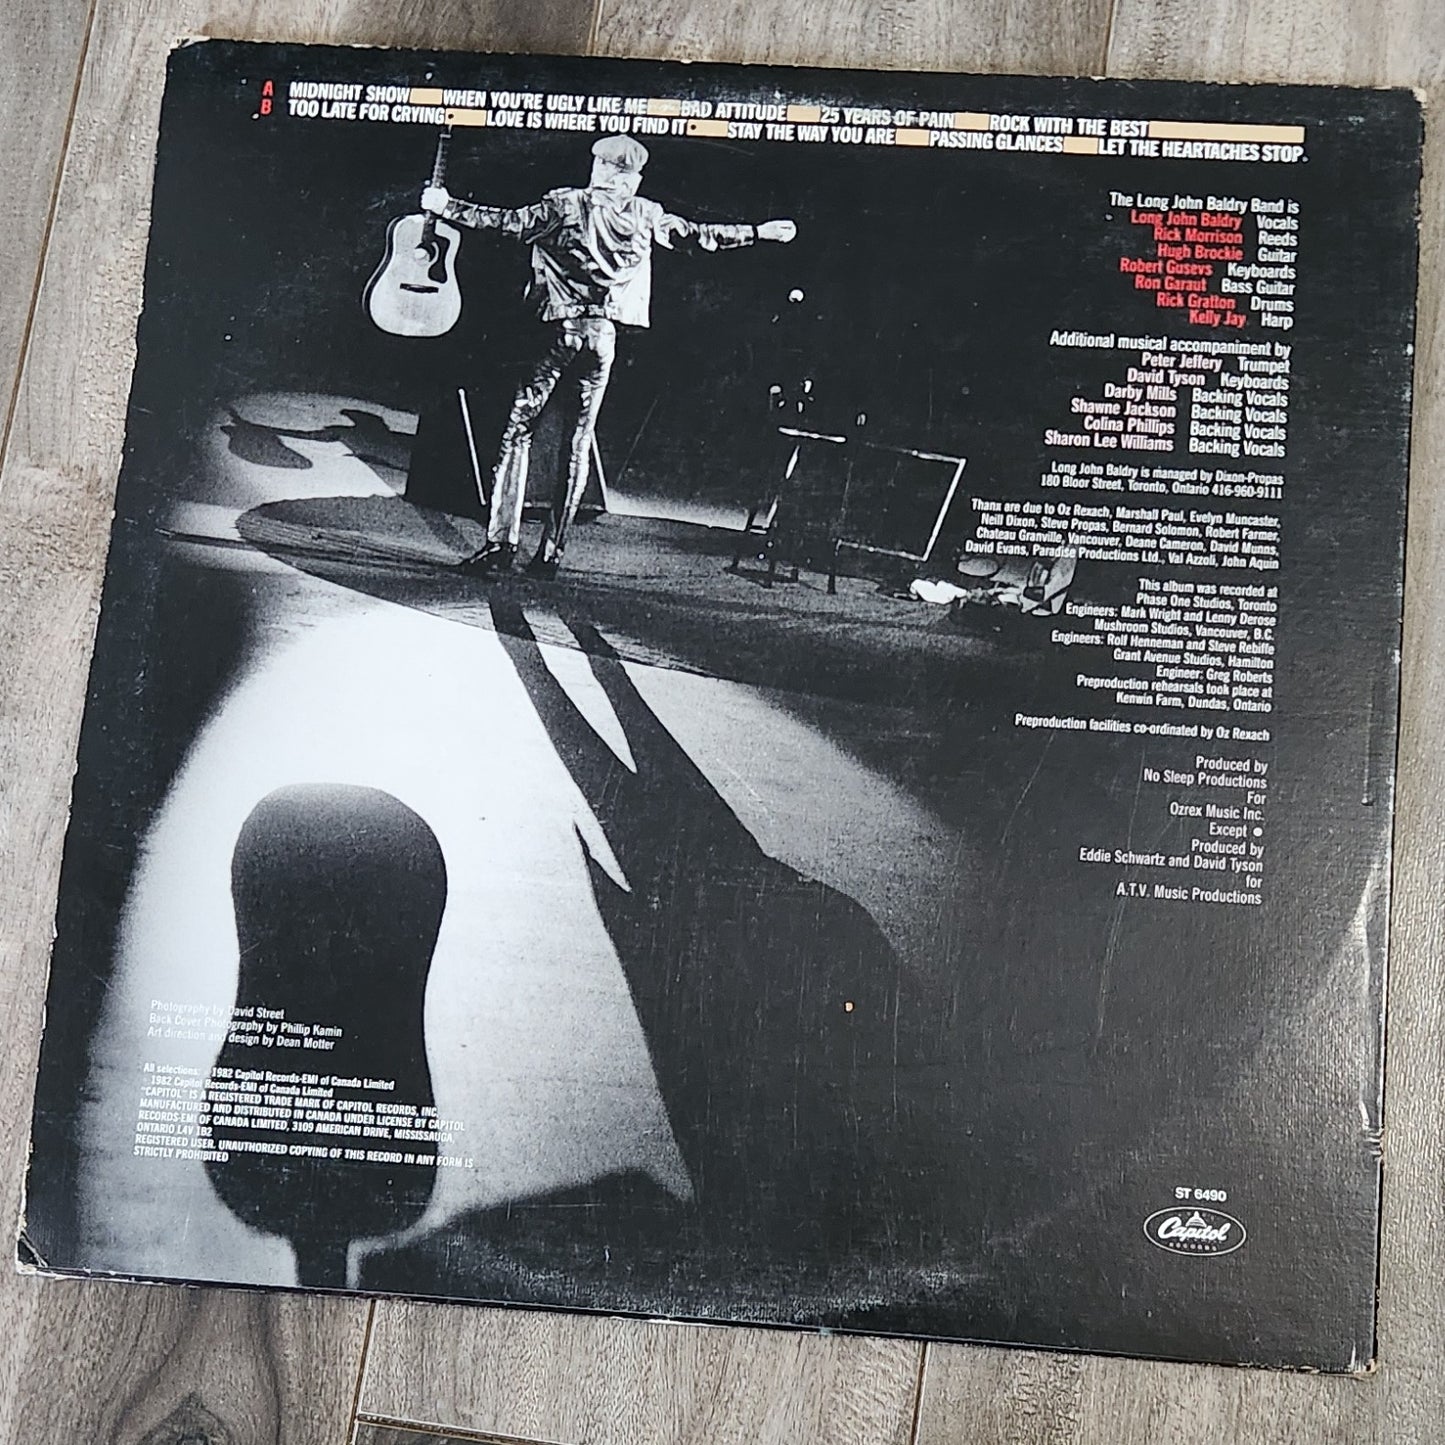 A MIDNIGHT SHOW WHEN YOU'RE UGLY LIKE ME BAD ATTITUDE 25 YEARS OF PAIN ROCK WITH THE BEST
B TOO LATE FOR CRYING• LOVE IS WHERE YOU FIND IT • STAY THE WAY YOU ARE PASSING GLANCES LET THE HEARTACHES STOP.
The Long John Baldry Band is
Long John Baldry Vocals
Rick Morrison Reeds
Hugh Brockie Guitar
Robert Gusevs Keyboards
Ron Garaut Bass Guitar
Rick Gratton Drums
Kelly Jay Harp
Additional musical accompaniment by
Peter Jeffery Trumpet
David Tyson Keyboards
Darby Mills Backing Vocals
Shawne Jackson Backing Vocals
Colina Phillips Backing Vocals
Sharon Lee Williams Backing Vocals
Long John Baldry is managed by Dixon-Propas
180 Bloor Street, Toronto, Ontario 416-960-9111
Thanx are due to Oz Rexach, Marshall Paul, Evelyn Muncaster,
Neill Dixon, Steve Propas, Bernard Solomon, Robert Farmer,
Chateau Granville, Vancouver, Deane Cameron, David Munns,
David Evans, Paradise Productions Ltd., Val Azzoli, John Aquin
This album was recorded at
Phase One Studios, Toronto
Engineers: Mark Wright and Lenny Derose
Mushroom Studios, Vancouver, B.C.
Engineers: Rolf Henneman and Steve Rebiffe
Grant Avenue Studios, Hamilton
Engineer: Greg Roberts
Preproduction rehearsals took place at
Kenwin Farm, Dundas, Ontario
Preproduction facilities co-ordinated by Oz Rexach
Produced by
No Sleep Productions
For
Ozrex Music Inc.
Except •
Produced by
Eddie Schwartz and David Tyson
for
A.T.V. Music Productions
Photography by David Street
Back Cover Photography by Phillip Kamin
Art direction and design by Dean Motter
All selections: 1982 Capitol Records-EMI of Canada Limited
1982 Capitol Records-EMI of Canada Limited
"CAPITOL" IS A REGISTERED TRADE MARK OF CAPITOL RECORDS, INC.
MANUFACTURED AND DISTRIBUTED IN CANADA UNDER LICENSE BY CAPITOL
RECORDS-EMI OF CANADA LIMITED, 3109 AMERICAN DRIVE, MISSISSAUGA,
ONTARIO L4V 1B2
REGISTERED USER. UNAUTHORIZED COPYING OF THIS RECORD IN ANY FORM IS
STRICTLY PROHIBITED
ST 6490
Capitol
RECORDS